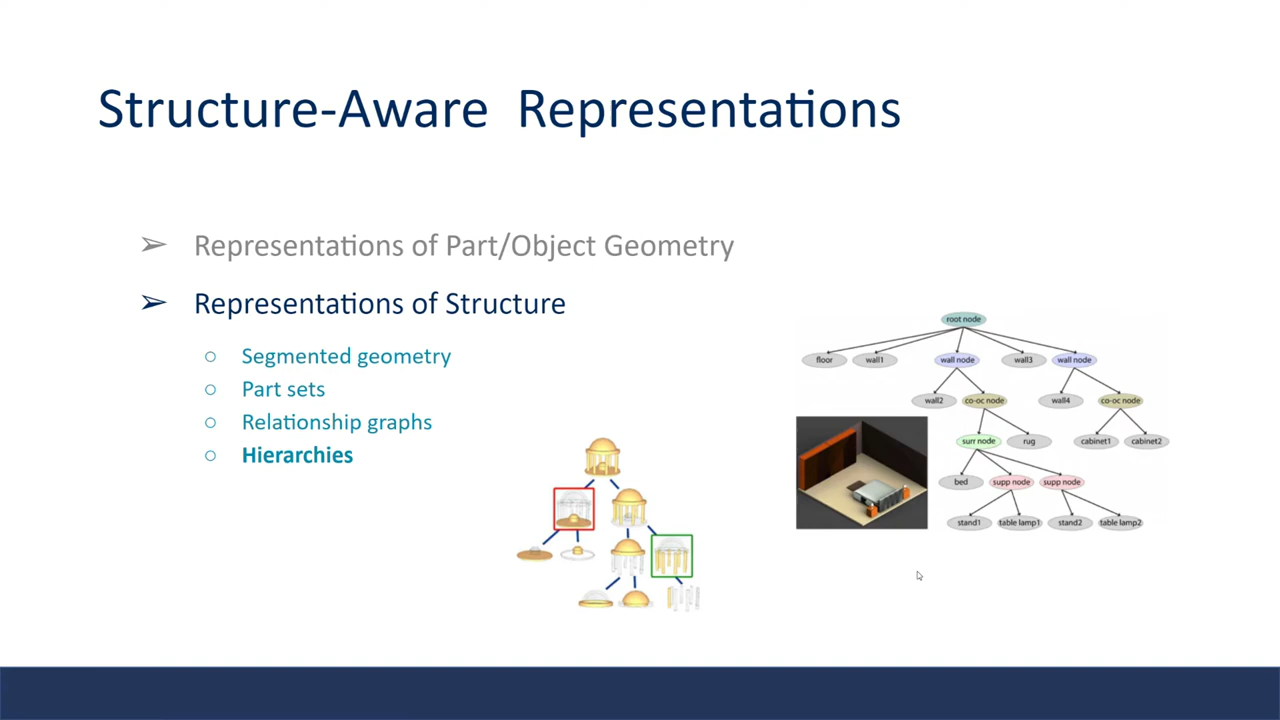 Structure-Aware Representations
➢ Representations of Part/Object Geometry
➢ Representations of Structure
○ Segmented geometry
○ Part sets
○ Relationship graphs
○ Hierarchies
root node
floor wall1 wall node wall3 wall node
wall2 co-oc node wall4 co-oc node
surr node rug cabinet1 cabinet2
bed supp node supp node
stand1 table lamp1 stand2 table lamp2